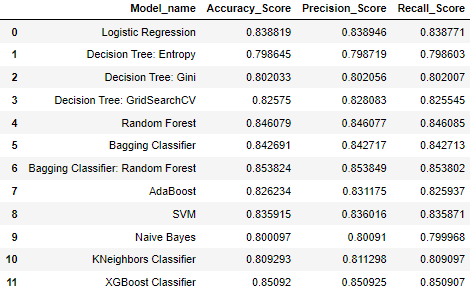 Model_name Accuracy_Score Precision_Score Recall_Score
0 Logistic Regression 0.838819 0.838946 0.838771
1 Decision Tree: Entropy 0.798645 0.798719 0.798603
2 Decision Tree: Gini 0.802033 0.802056 0.802007
3 Decision Tree: GridSearchCV 0.82575 0.828083 0.825545
4 Random Forest 0.846079 0.846077 0.846085
5 Bagging Classifier 0.842691 0.842717 0.842713
6 Bagging Classifier: Random Forest 0.853824 0.853849 0.853802
7 AdaBoost 0.826234 0.831175 0.825937
8 SVM 0.835915 0.836016 0.835871
9 Naive Bayes 0.800097 0.80091 0.799968
10 KNeighbors Classifier 0.809293 0.811298 0.809097
11 XGBoost Classifier 0.85092 0.850925 0.850907